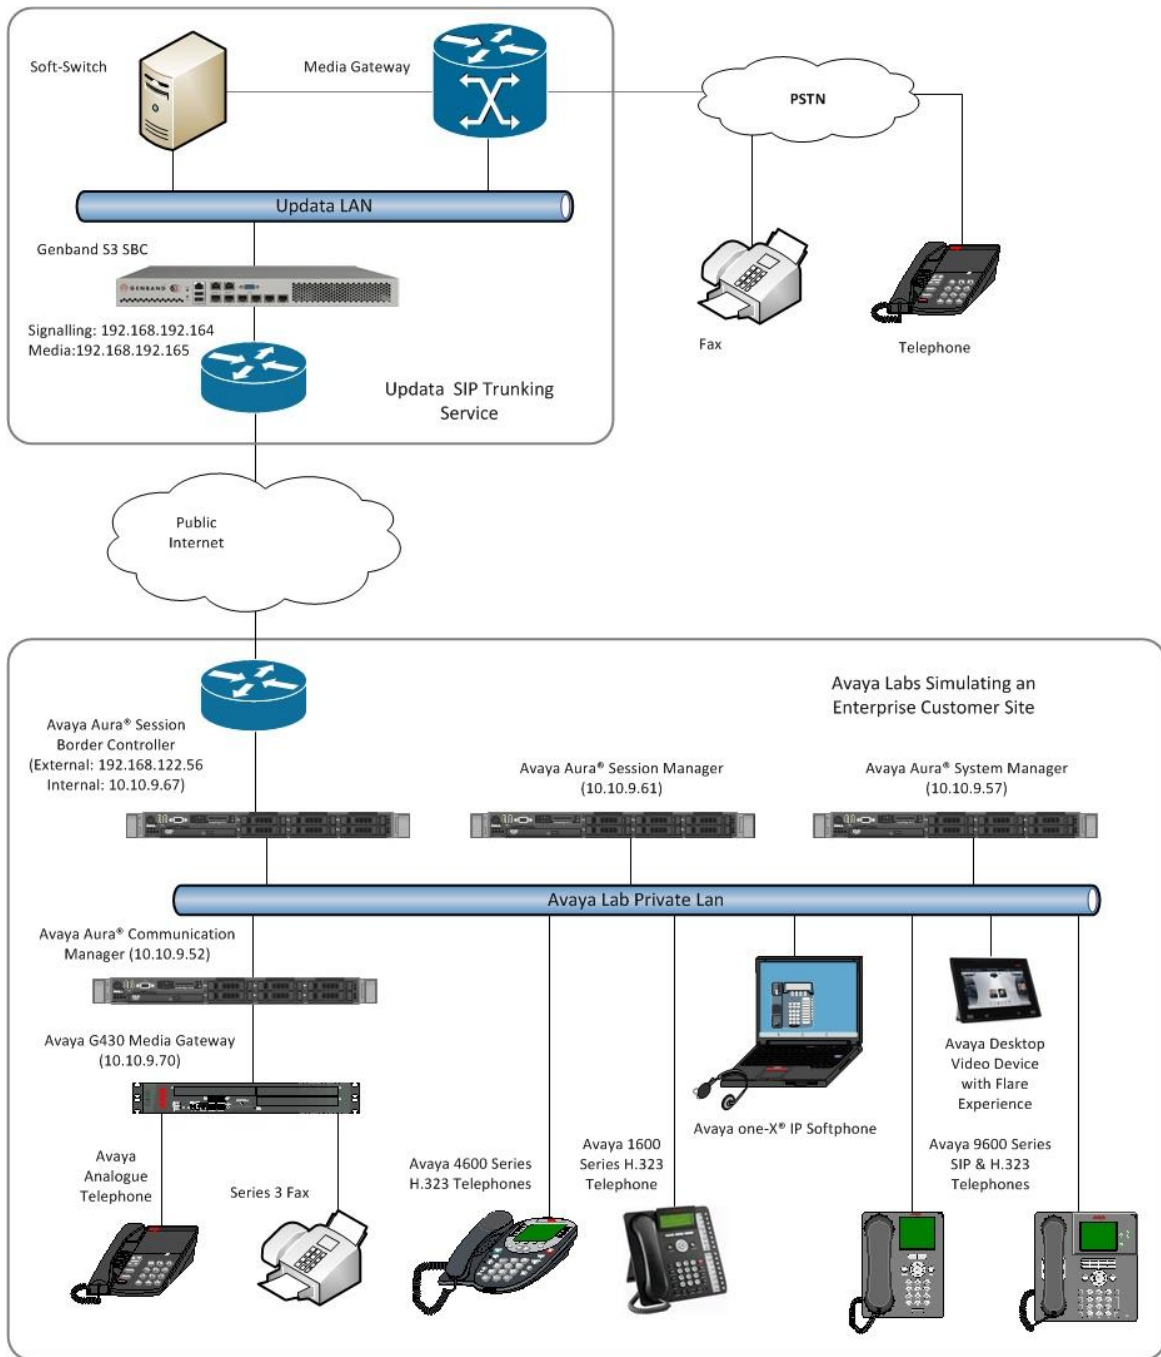 Soft-Switch
Media Gateway
PSTN
Updata LAN
Genband S3 SBC
GENBAND
Signalling: 192.168.192.164
Media:192.168.192.165
Updata SIP Trunking
Service
Fax
Telephone
Public
Internet
Avaya Labs Simulating an
Enterprise Customer Site
Avaya Aura® Session
Border Controller
(External: 192.168.122.56
Internal: 10.10.9.67)
Avaya Aura® Session Manager
(10.10.9.61)
Avaya Aura® System Manager
(10.10.9.57)
Avaya Lab Private Lan
Avaya Aura® Communication
Manager (10.10.9.52)
Avaya G430 Media Gateway
(10.10.9.70)
Avaya
Analogue
Telephone
Series 3 Fax
Avaya 4600 Series
H.323 Telephones
Avaya 1600
Series H.323
Telephone
Avaya one-X® IP Softphone
Avaya Desktop
Video Device
with Flare
Experience
Avaya 9600 Series
SIP & H.323
Telephones